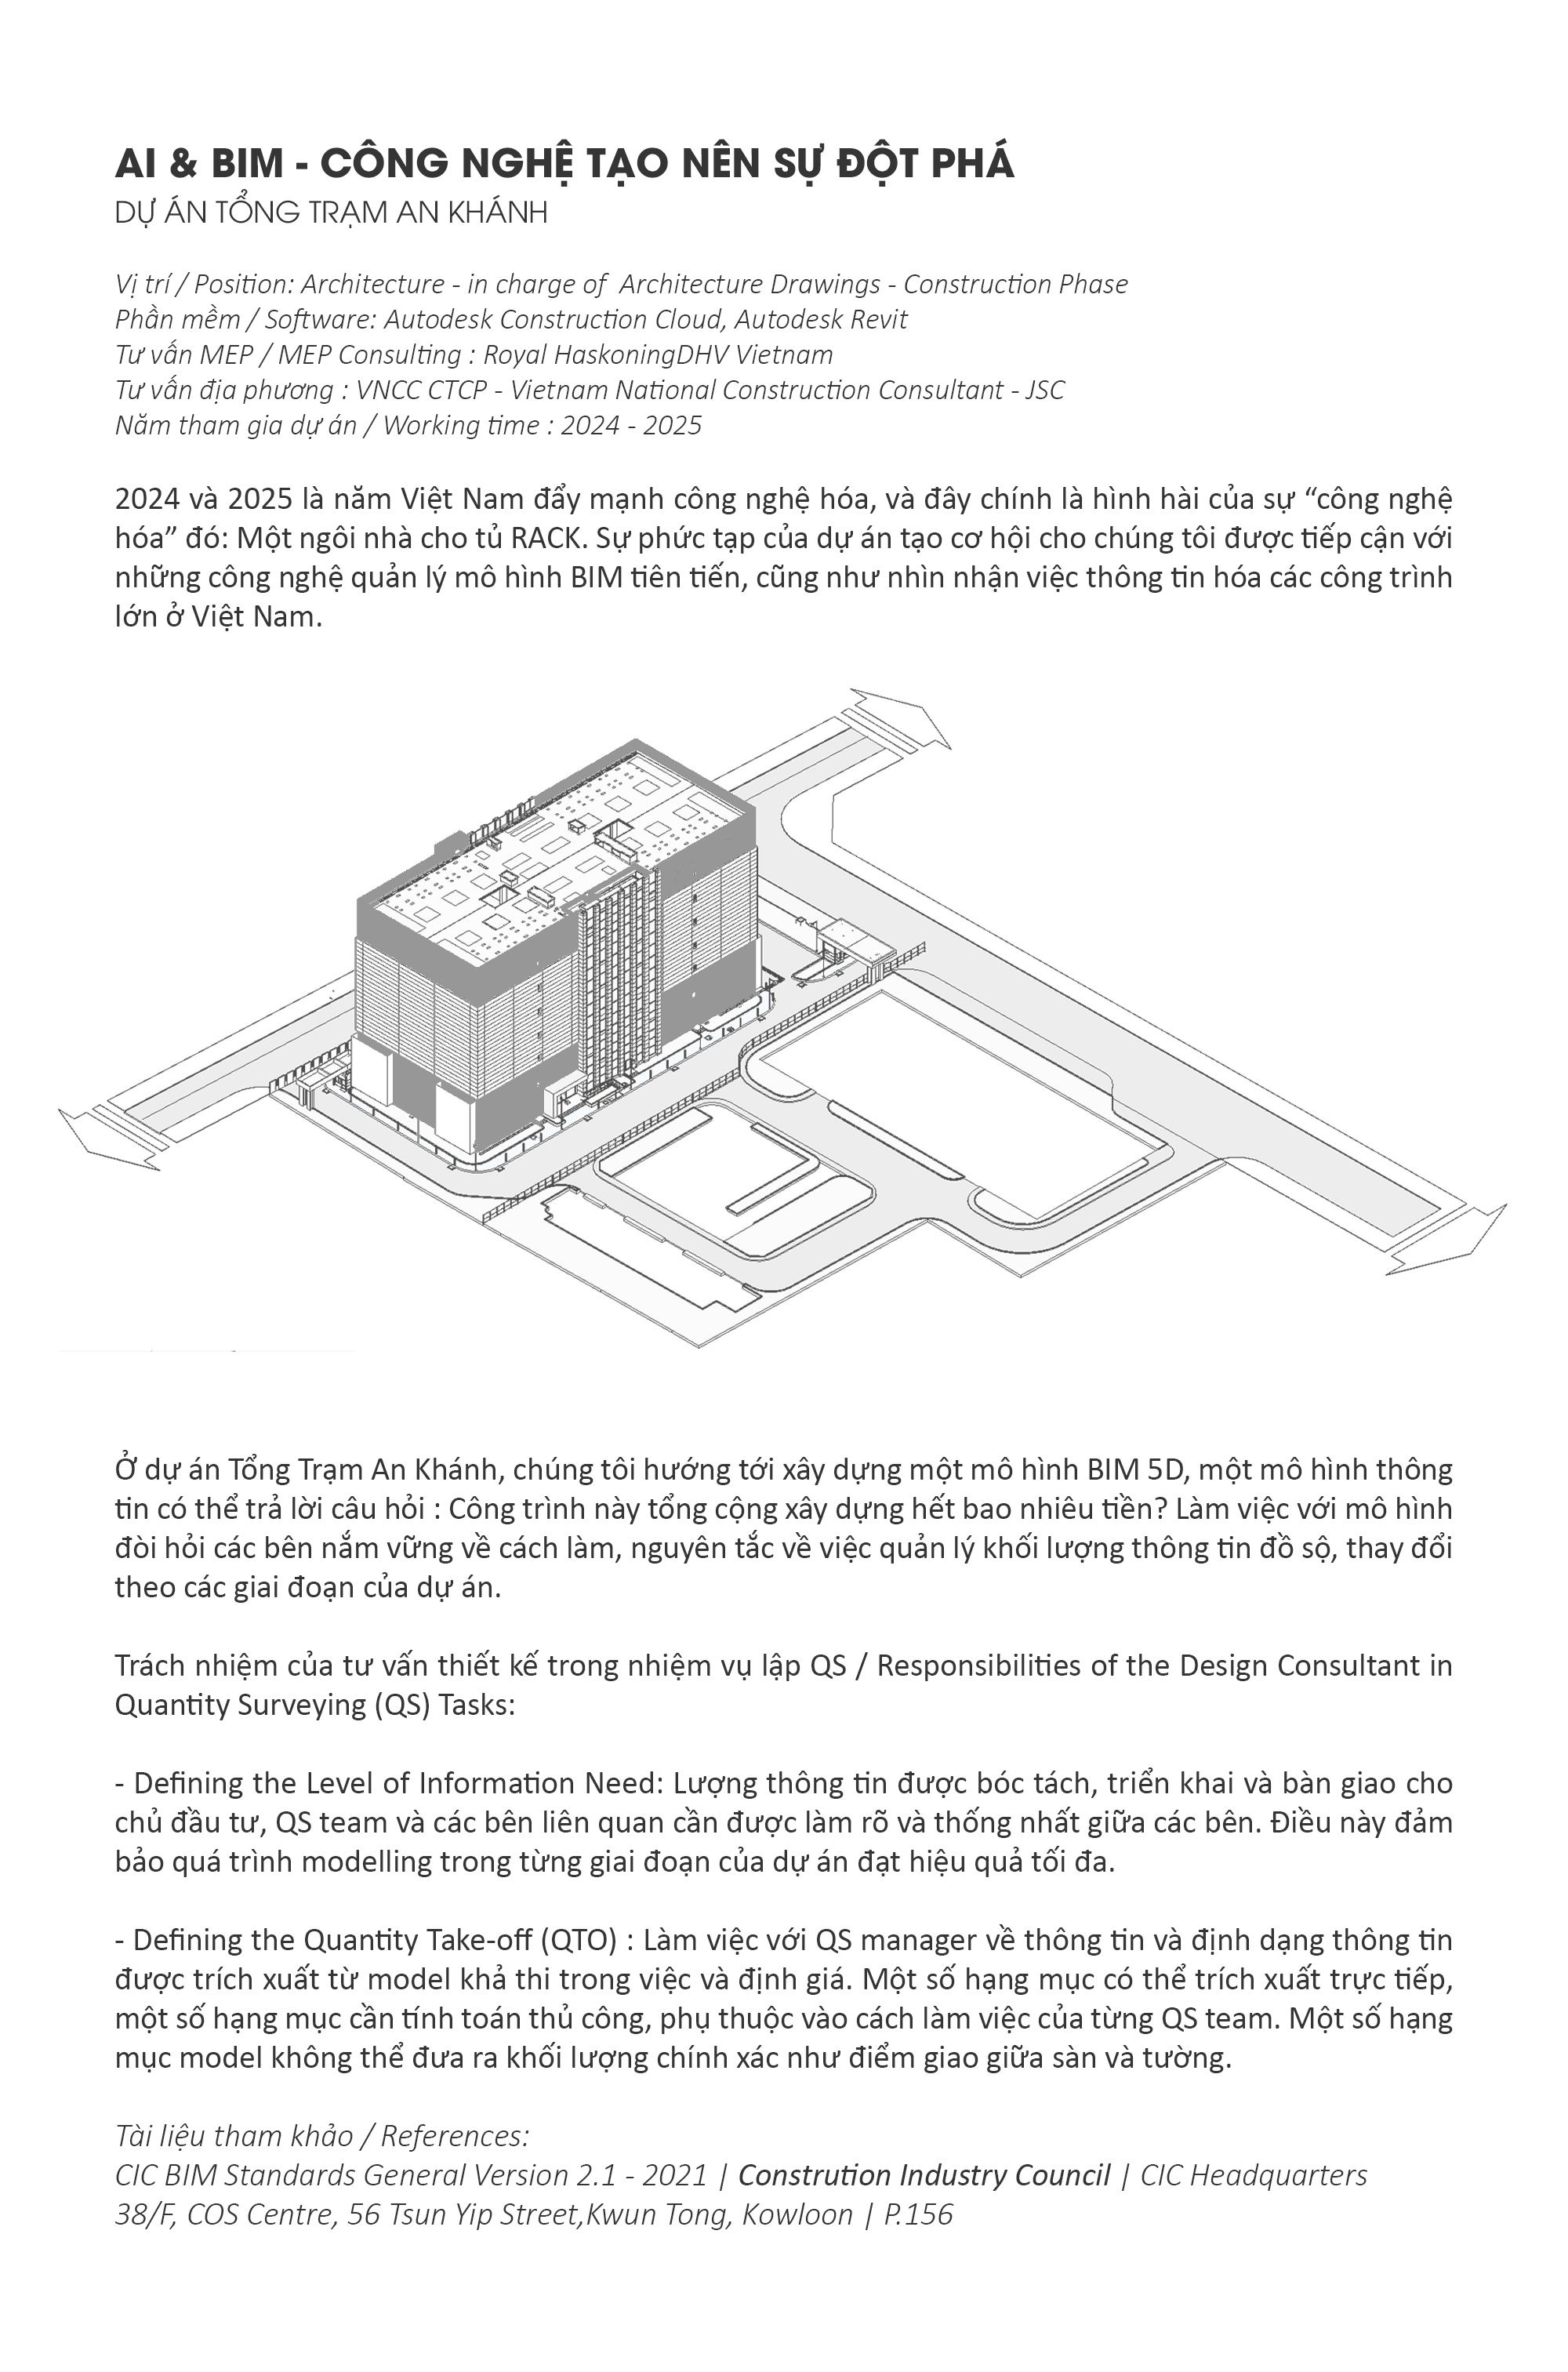 AI & BIM - CÔNG NGHỆ TẠO NÊN SỰ ĐỘT PHÁ
DỰ ÁN TỔNG TRẠM AN KHÁNH
Vị trí / Position: Architecture - in charge of  Architecture Drawings - Construction Phase
Phần mềm / Software: Autodesk Construction Cloud, Autodesk Revit
Tư vấn MEP / MEP Consulting : Royal HaskoningDHV Vietnam
Tư vấn địa phương : VNCC CTCP - Vietnam National Construction Consultant - JSC
Năm tham gia dự án / Working time : 2024 - 2025
2024 và 2025 là năm Việt Nam đẩy mạnh công nghệ hóa, và đây chính là hình hài của sự “công nghệ
hóa” đó: Một ngôi nhà cho tủ RACK. Sự phức tạp của dự án tạo cơ hội cho chúng tôi được tiếp cận với
những công nghệ quản lý mô hình BIM tiên tiến, cũng như nhìn nhận việc thông tin hóa các công trình
lớn ở Việt Nam.
Ở dự án Tổng Trạm An Khánh, chúng tôi hướng tới xây dựng một mô hình BIM 5D, một mô hình thông
tin có thể trả lời câu hỏi : Công trình này tổng cộng xây dựng hết bao nhiêu tiền? Làm việc với mô hình
đòi hỏi các bên nắm vững về cách làm, nguyên tắc về việc quản lý khối lượng thông tin đồ sộ, thay đổi
theo các giai đoạn của dự án.
Trách nhiệm của tư vấn thiết kế trong nhiệm vụ lập QS / Responsibilities of the Design Consultant in
Quantity Surveying (QS) Tasks:
- Defining the Level of Information Need: Lượng thông tin được bóc tách, triển khai và bàn giao cho
chủ đầu tư, QS team và các bên liên quan cần được làm rõ và thống nhất giữa các bên. Điều này đảm
bảo quá trình modelling trong từng giai đoạn của dự án đạt hiệu quả tối đa.
- Defining the Quantity Take-off (QTO) : Làm việc với QS manager về thông tin và định dạng thông tin
được trích xuất từ model khả thi trong việc và định giá. Một số hạng mục có thể trích xuất trực tiếp,
một số hạng mục cần tính toán thủ công, phụ thuộc vào cách làm việc của từng QS team. Một số hạng
mục model không thể đưa ra khối lượng chính xác như điểm giao giữa sàn và tường.
Tài liệu tham khảo / References:
CIC BIM Standards General Version 2.1 - 2021 | Constrution Industry Council | CIC Headquarters
38/F, COS Centre, 56 Tsun Yip Street,Kwun Tong, Kowloon | P.156